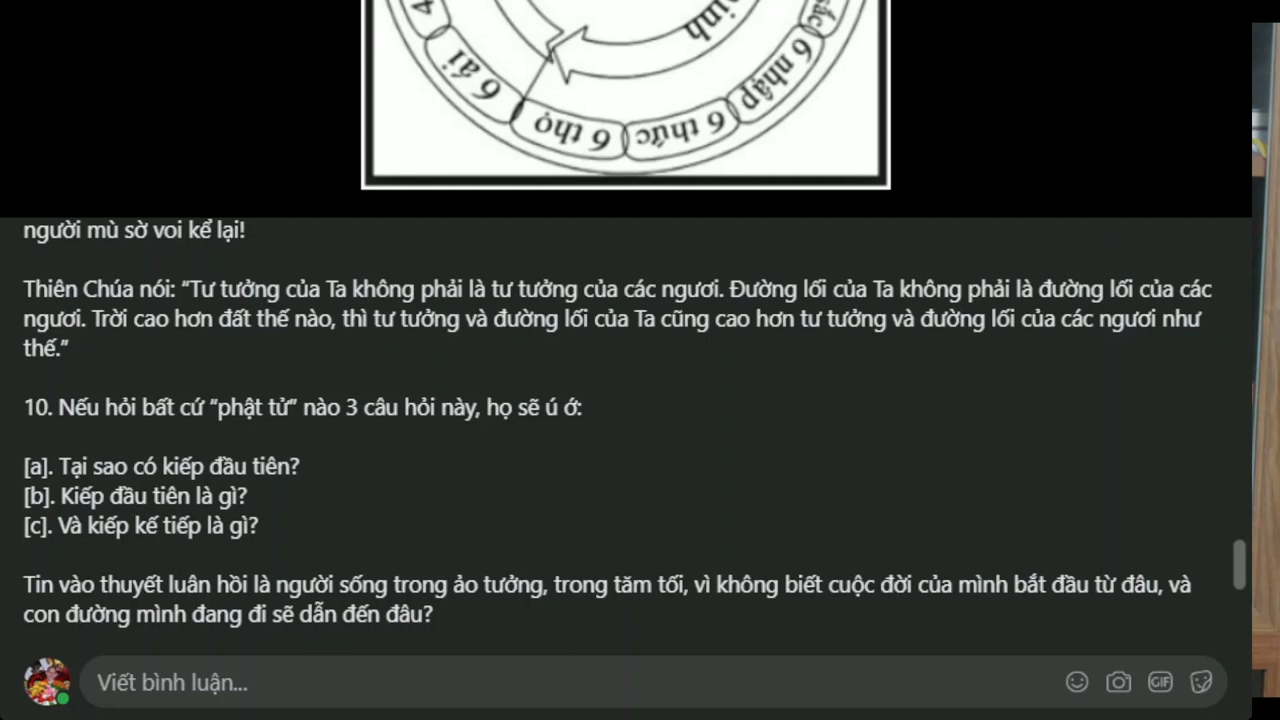 4
6 ái
6 thọ
6 thức
6 nhập
sắc
người mù sờ voi kể lại!
Thiên Chúa nói: “Tư tưởng của Ta không phải là tư tưởng của các ngươi. Đường lối của Ta không phải là đường lối của các
ngươi. Trời cao hơn đất thế nào, thì tư tưởng và đường lối của Ta cũng cao hơn tư tưởng và đường lối của các ngươi như
thế.”
10. Nếu hỏi bất cứ “phật tử” nào 3 câu hỏi này, họ sẽ ú ớ:
[a]. Tại sao có kiếp đầu tiên?
[b]. Kiếp đầu tiên là gì?
[c]. Và kiếp kế tiếp là gì?
Tin vào thuyết luân hồi là người sống trong ảo tưởng, trong tăm tối, vì không biết cuộc đời của mình bắt đầu từ đâu, và
con đường mình đang đi sẽ dẫn đến đâu?
Viết bình luận...
GIF